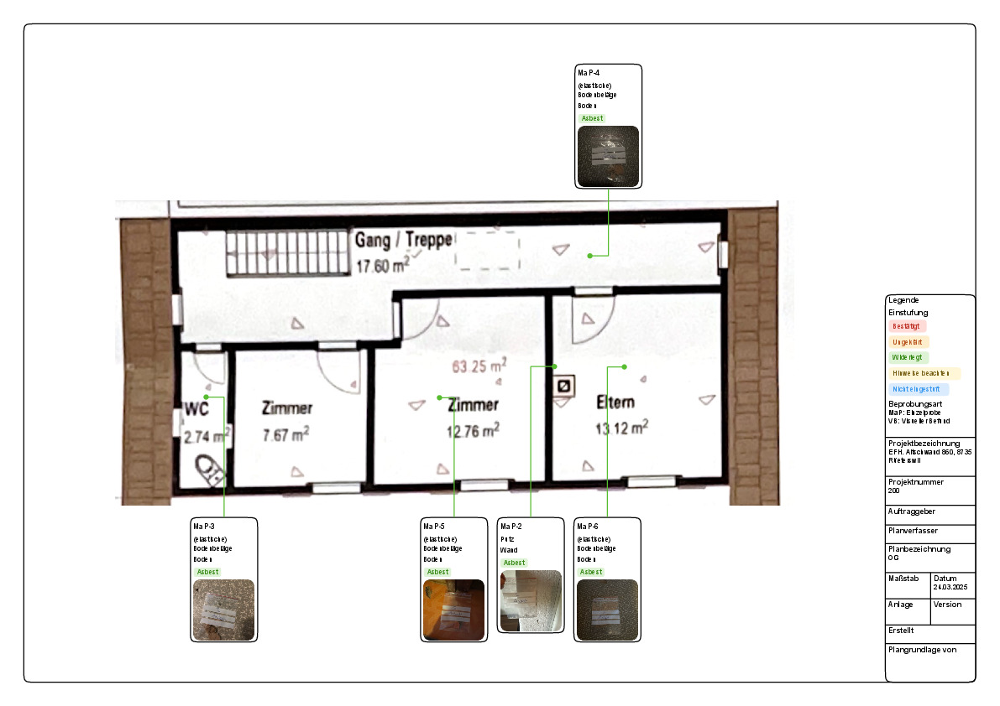 MaP-4
(elastische)
Bodenbeläge
Boden
Asbest
Gang / Treppe
17.60 m²
63.25 m²
WC
2.74 m²
Zimmer
7.67 m²
Zimmer
12.76 m²
Eltern
13.12 m²
MaP-3
(elastische)
Bodenbeläge
Boden
Asbest
MaP-5
(elastische)
Bodenbeläge
Boden
Asbest
MaP-2
Putz
Wand
Asbest
MaP-6
(elastische)
Bodenbeläge
Boden
Asbest
Legende
Einstufung
Bestätigt
Ungeklärt
Widerlegt
Hinweise beachten
Nicht eingestuft
Beprobungsart
MaP: Einzelprobe
VB: Visueller Befund
Projektbezeichnung
EFH. Altschwand 860, 8735
Rüeterswil
Projektnummer
200
Auftraggeber
Planverfasser
Planbezeichnung
OG
Maßstab
Datum
24.03.2025
Anlage
Version
Erstellt
Plangrundlage von